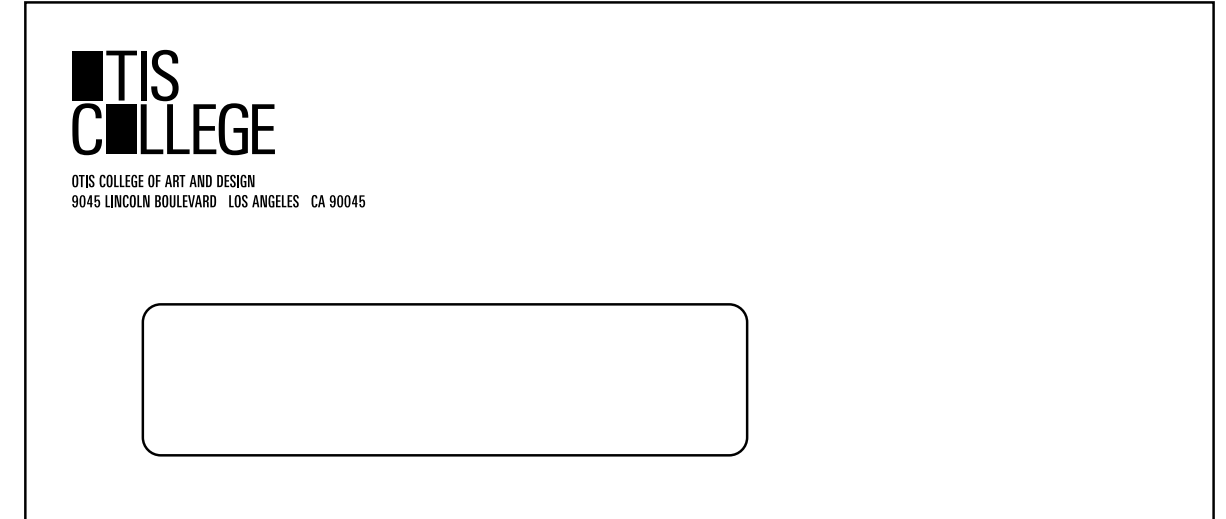 OTIS
COLLEGE
OTIS COLLEGE OF ART AND DESIGN
9045 LINCOLN BOULEVARD LOS ANGELES CA 90045